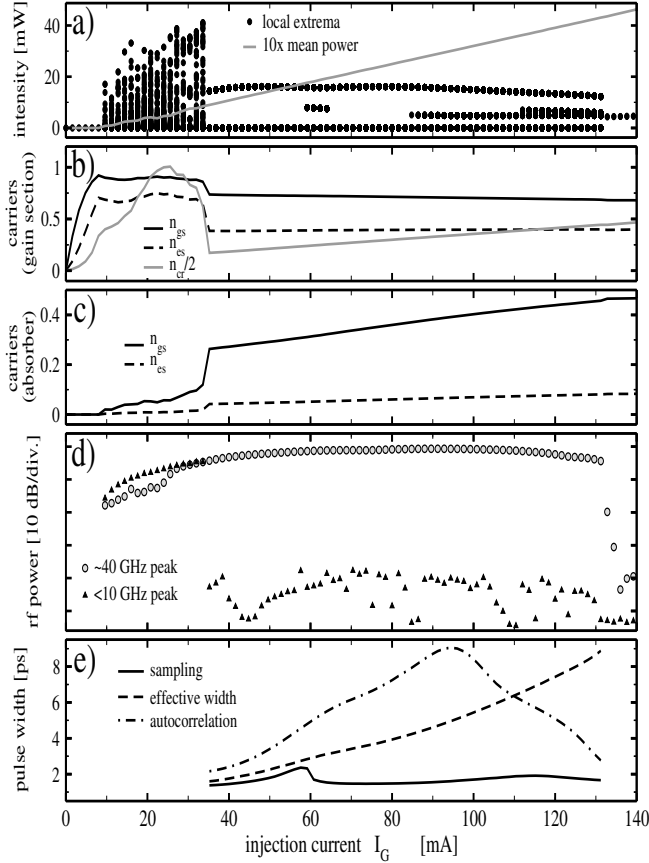 a)
local extrema
10x mean power
intensity [mW]
40
20
0
b)
n_gs
n_es
n_cr/2
carriers
(gain section)
1
0.5
0
c)
n_gs
n_es
carriers
(absorber)
0.4
0.2
0
d)
~40 GHz peak
<10 GHz peak
rf power [10 dB/div.]
e)
sampling
effective width
autocorrelation
pulse width [ps]
8
6
4
2
0 20 40 60 80 100 120 140
injection current I_G [mA]